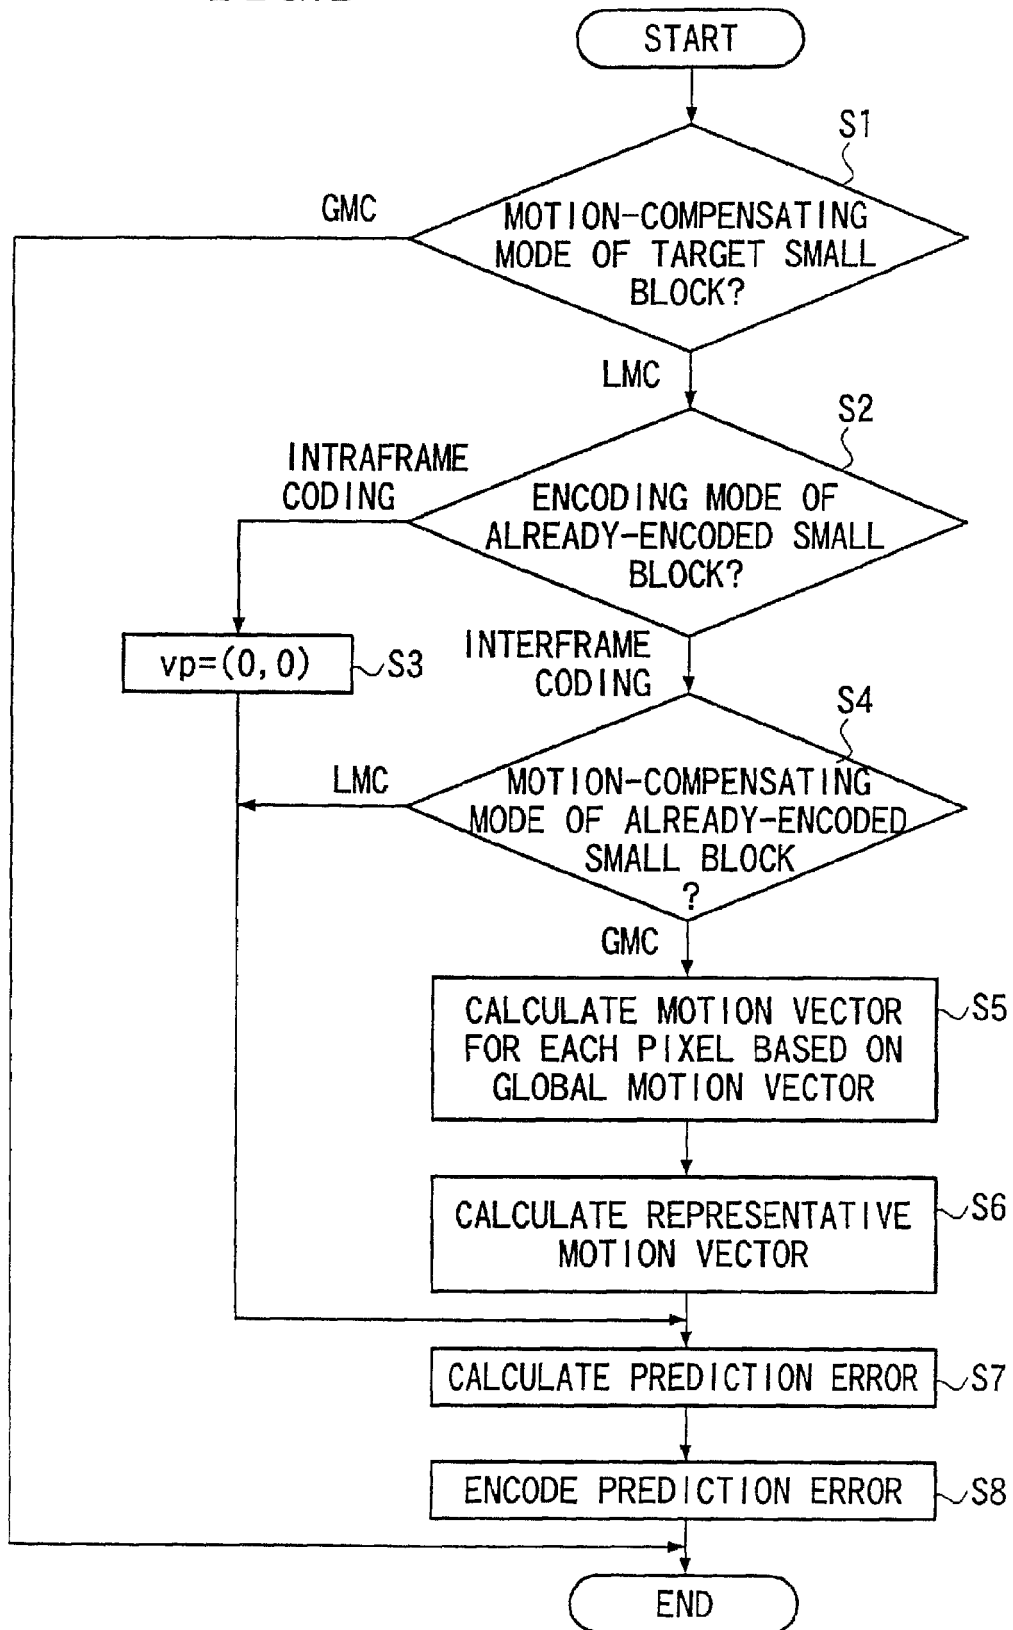 START
S1
GMC
MOTION-COMPENSATING
MODE OF TARGET SMALL
BLOCK?
LMC
S2
INTRAFRAME
CODING
ENCODING MODE OF
ALREADY-ENCODED SMALL
BLOCK?
vp=(0,0)
S3
INTERFRAME
CODING
S4
LMC
MOTION-COMPENSATING
MODE OF ALREADY-ENCODED
SMALL BLOCK
?
GMC
CALCULATE MOTION VECTOR
FOR EACH PIXEL BASED ON
GLOBAL MOTION VECTOR
S5
CALCULATE REPRESENTATIVE
MOTION VECTOR
S6
CALCULATE PREDICTION ERROR
S7
ENCODE PREDICTION ERROR
S8
END